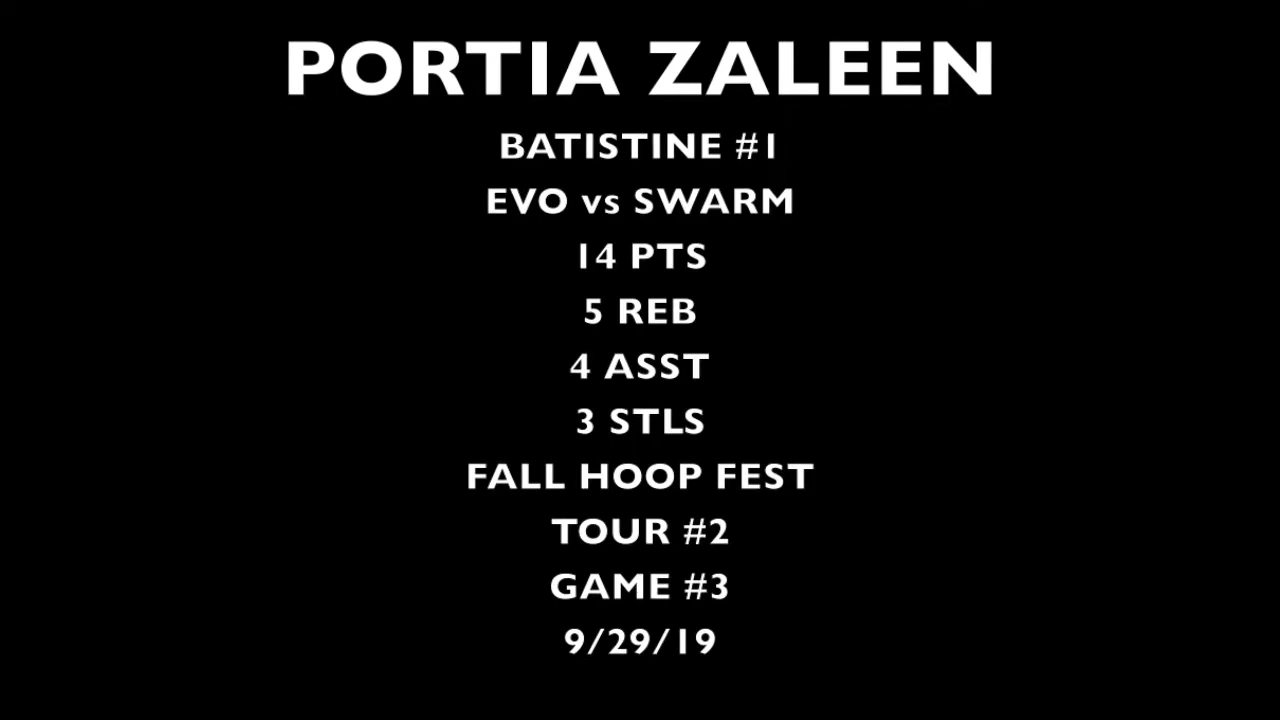 PORTIA ZALEEN
BATISTINE #1
EVO vs SWARM
14 PTS
5 REB
4 ASST
3 STLS
FALL HOOP FEST
TOUR #2
GAME #3
9/29/19